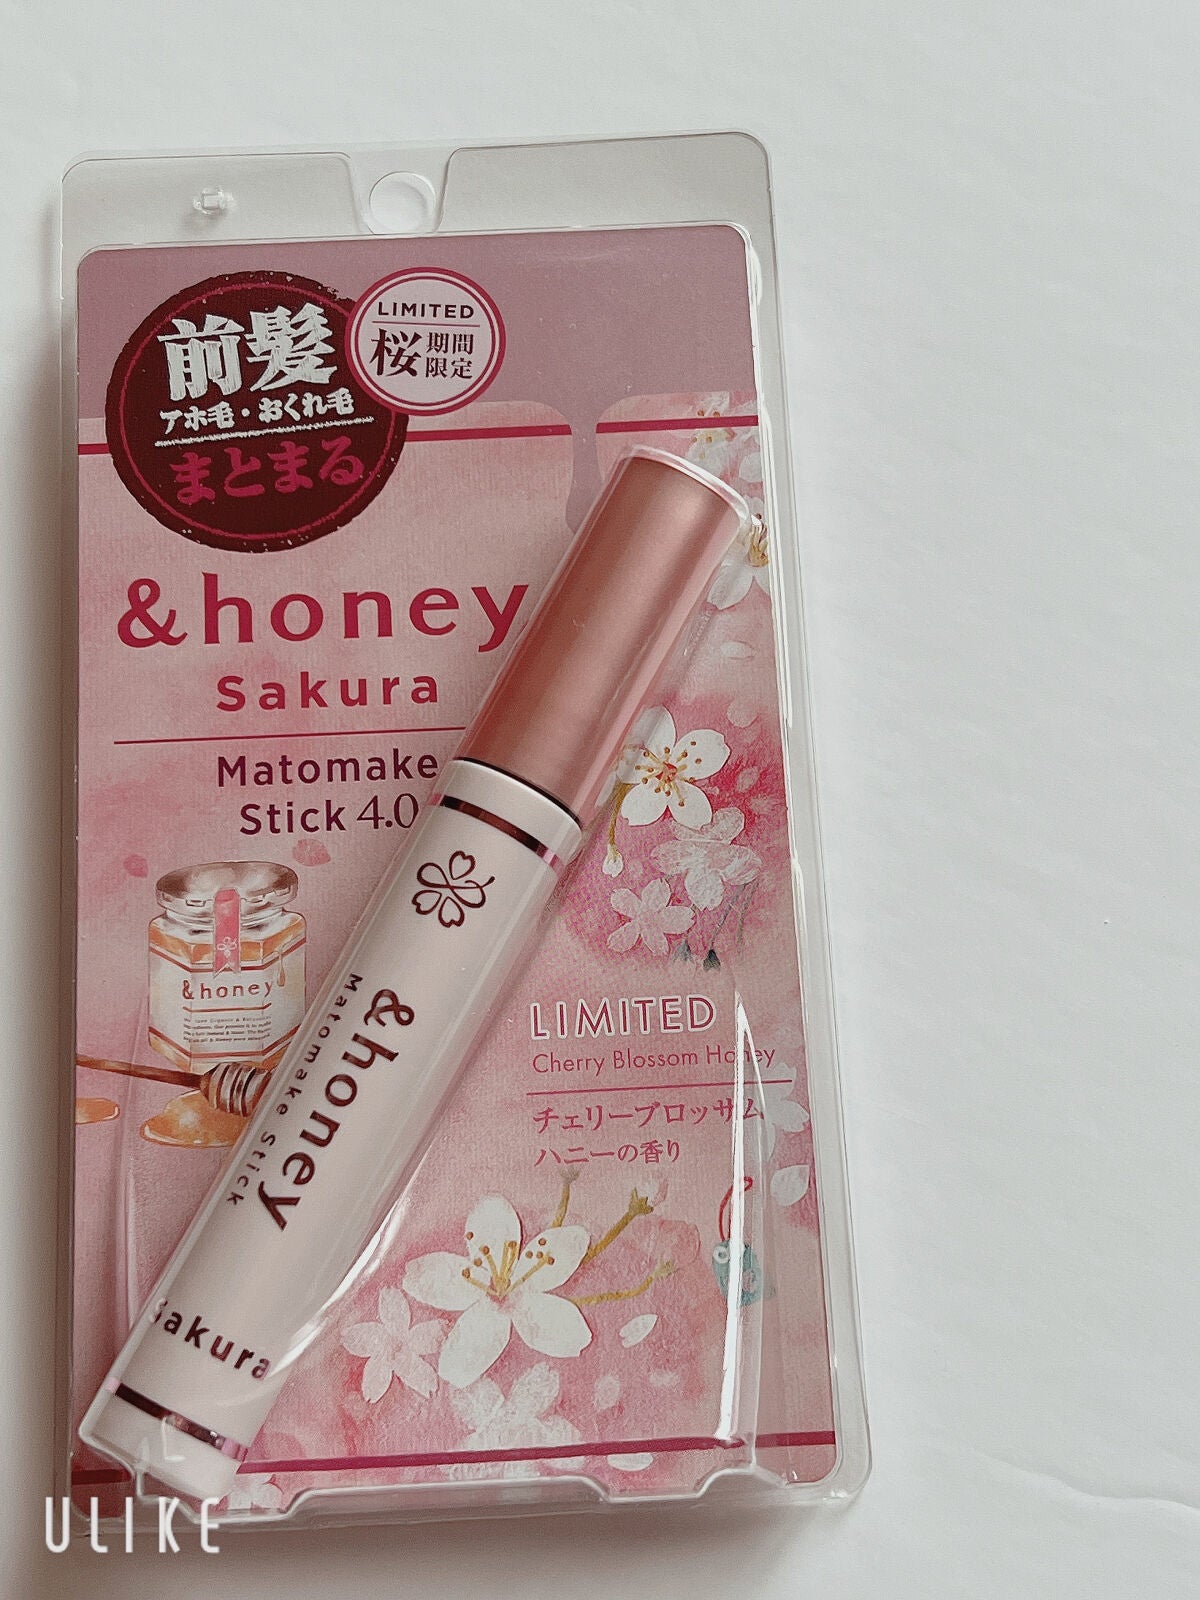 前髪
アホ毛・おくれ毛
まとまる
LIMITED
桜 期間
限定
&honey
Sakura
Matomake
Stick 4.0
&honey
&honey
Matomake Stick
sakura
LIMITED
Cherry Blossom Honey
チェリーブロッサム
ハニーの香り
ULIKE